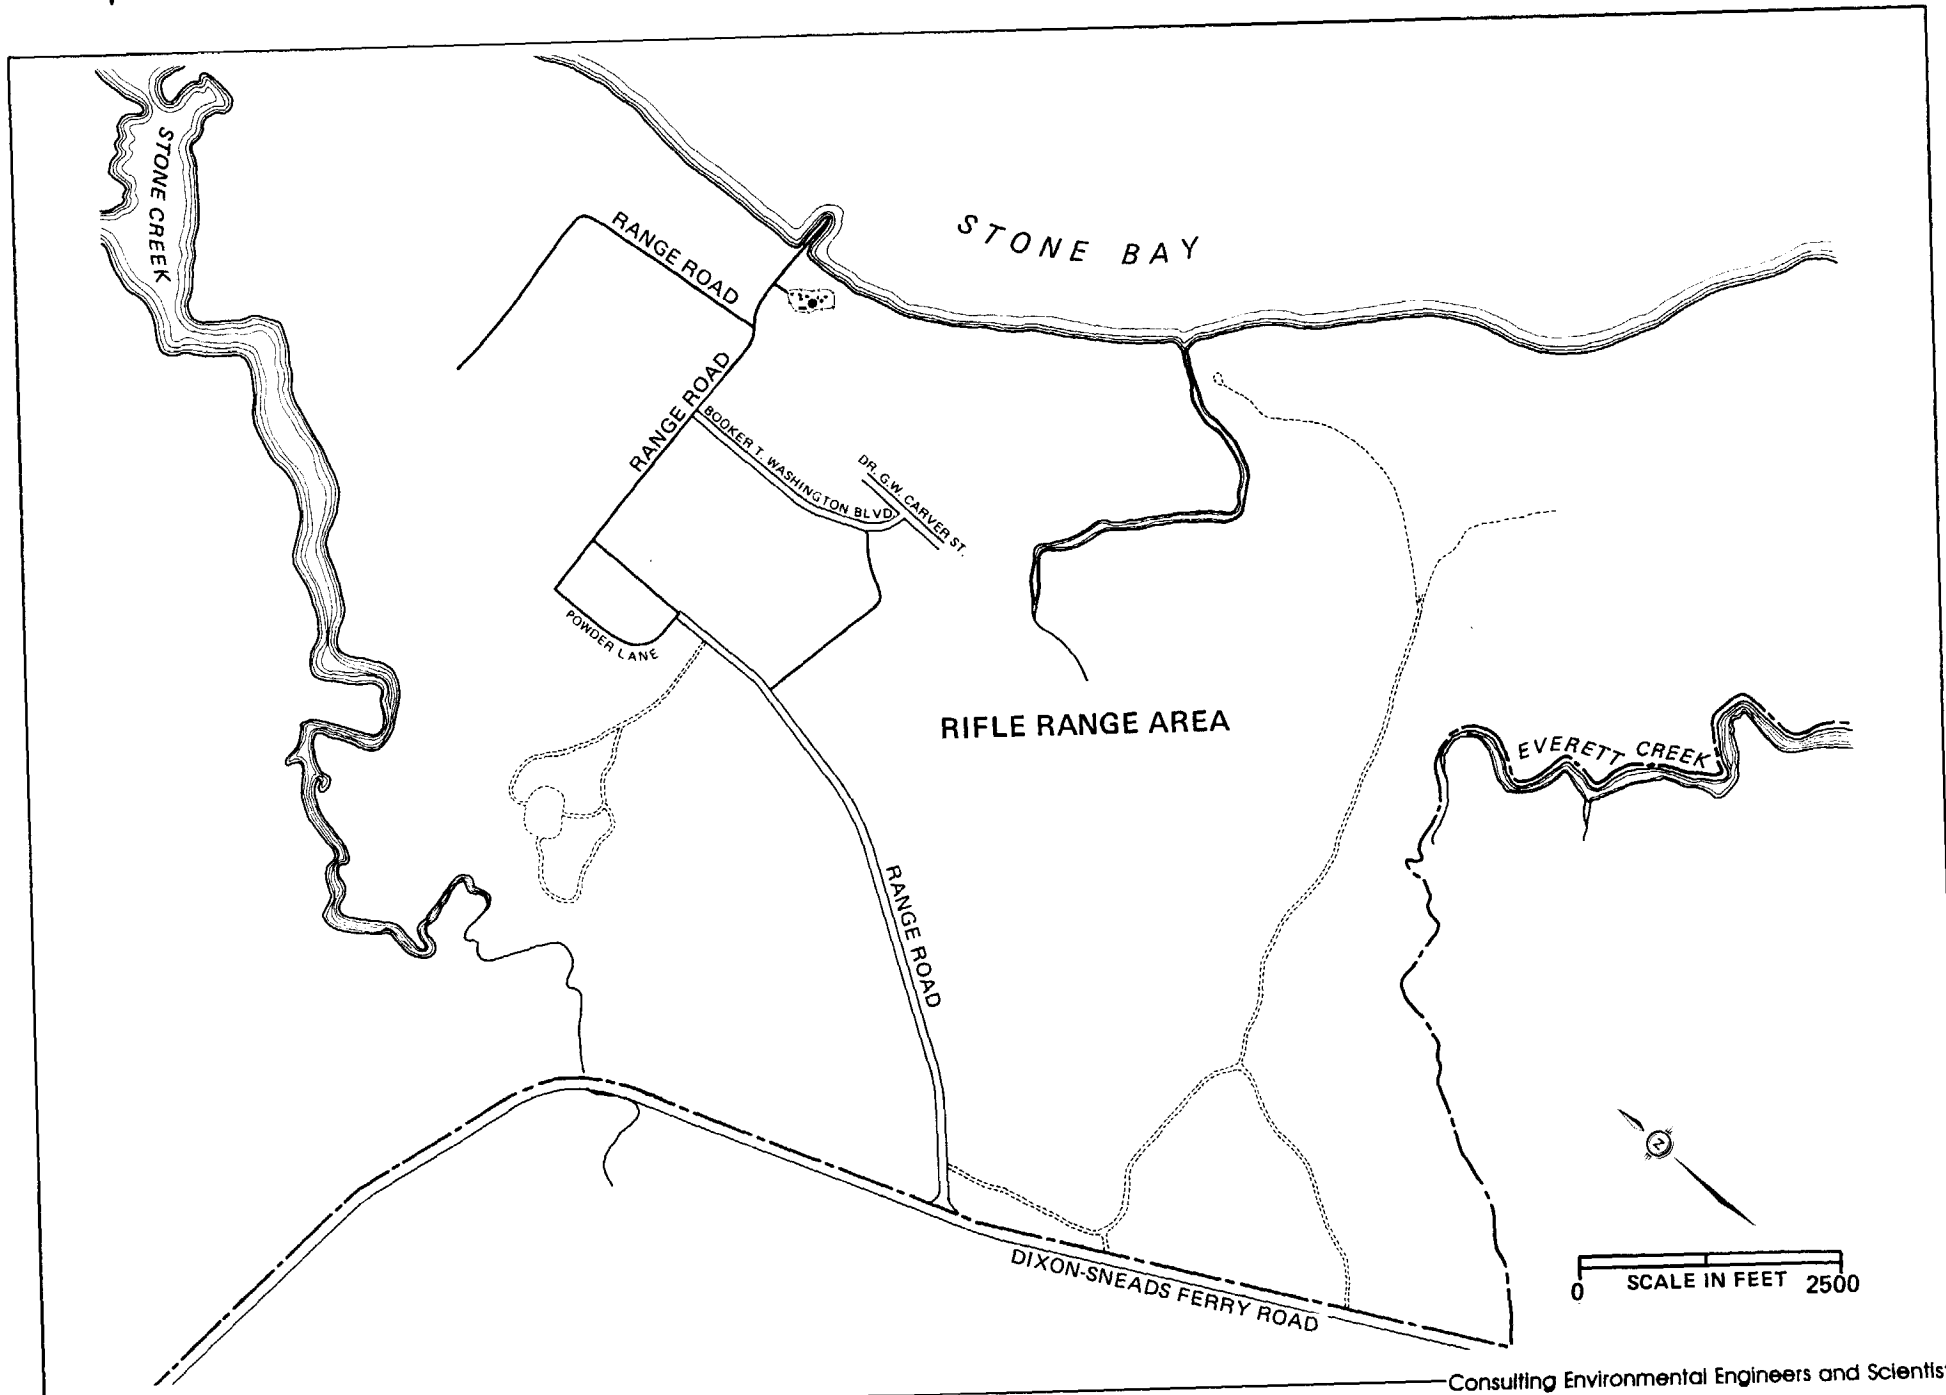 STONE CREEK
RANGE ROAD
STONE BAY
RANGE ROAD
BOOKER T. WASHINGTON BLVD.
DR. G.W. CARVER ST.
POWDER LANE
RIFLE RANGE AREA
EVERETT CREEK
RANGE ROAD
N
DIXON-SNEADS FERRY ROAD
SCALE IN FEET
0 2500
Consulting Environmental Engineers and Scientis